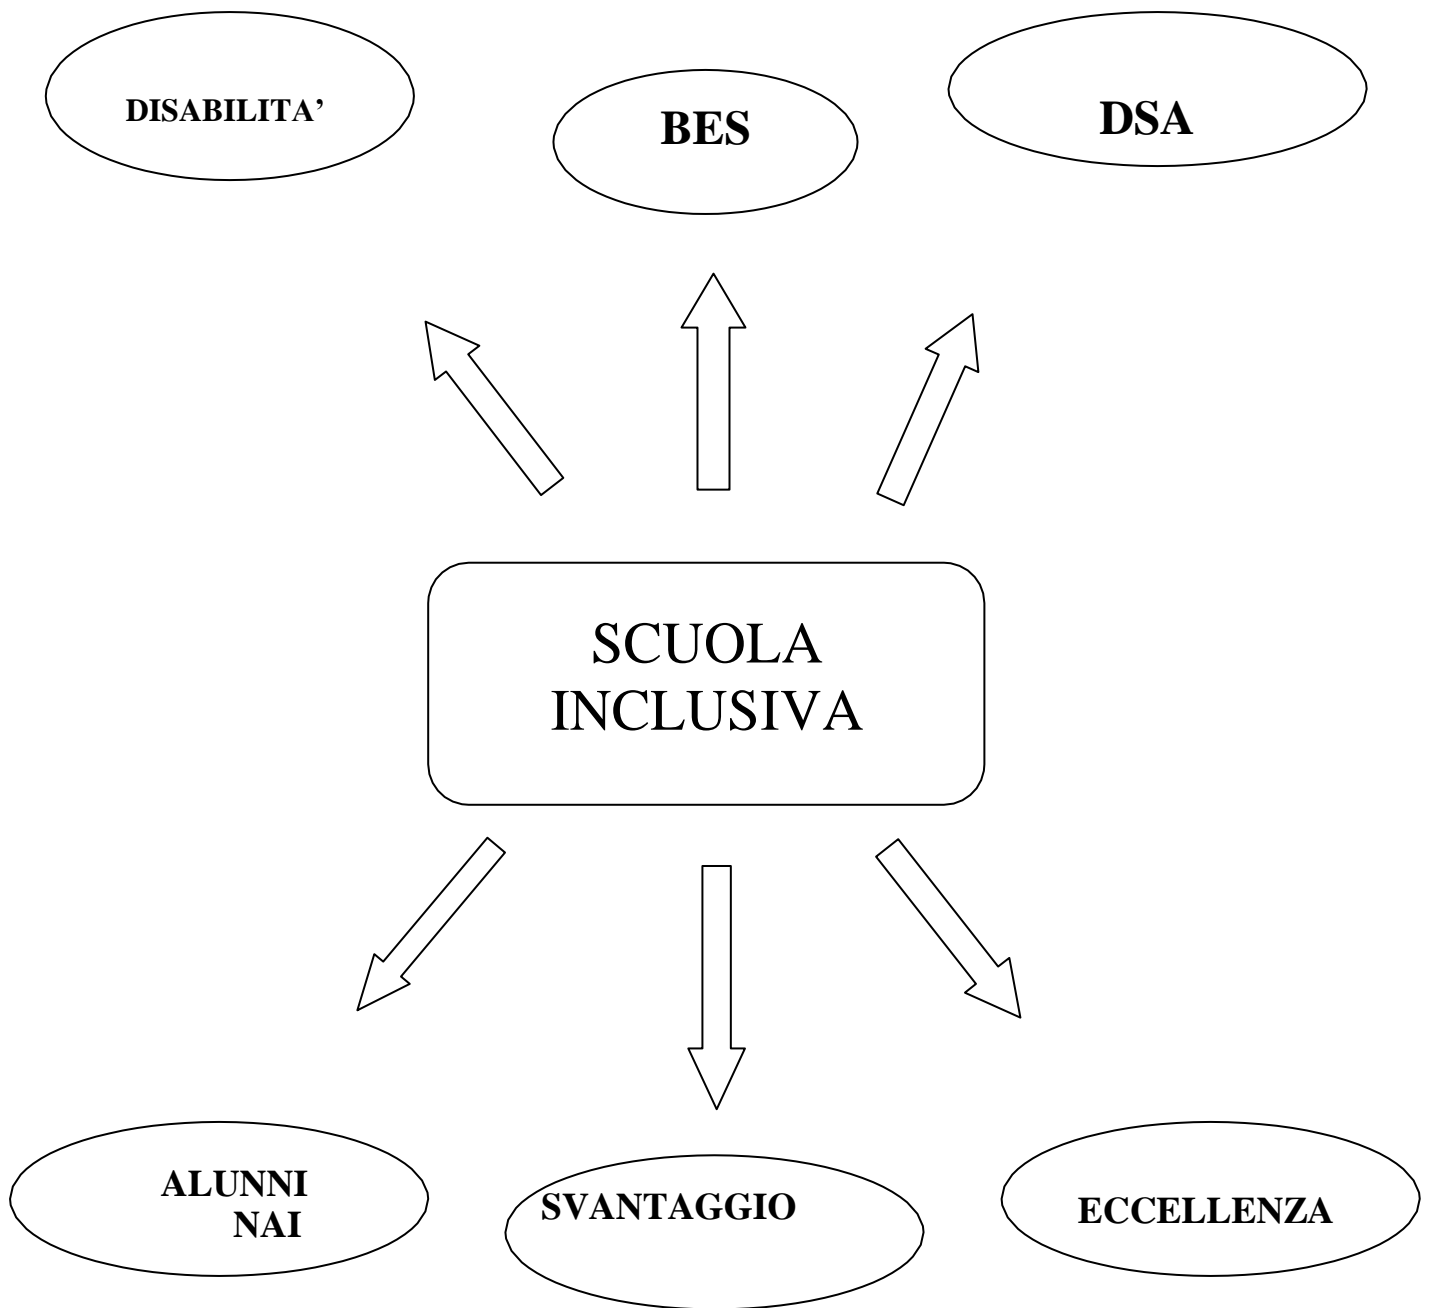 DISABILITA’
BES
DSA
SCUOLA
INCLUSIVA
ALUNNI
NAI
SVANTAGGIO
ECCELLENZA